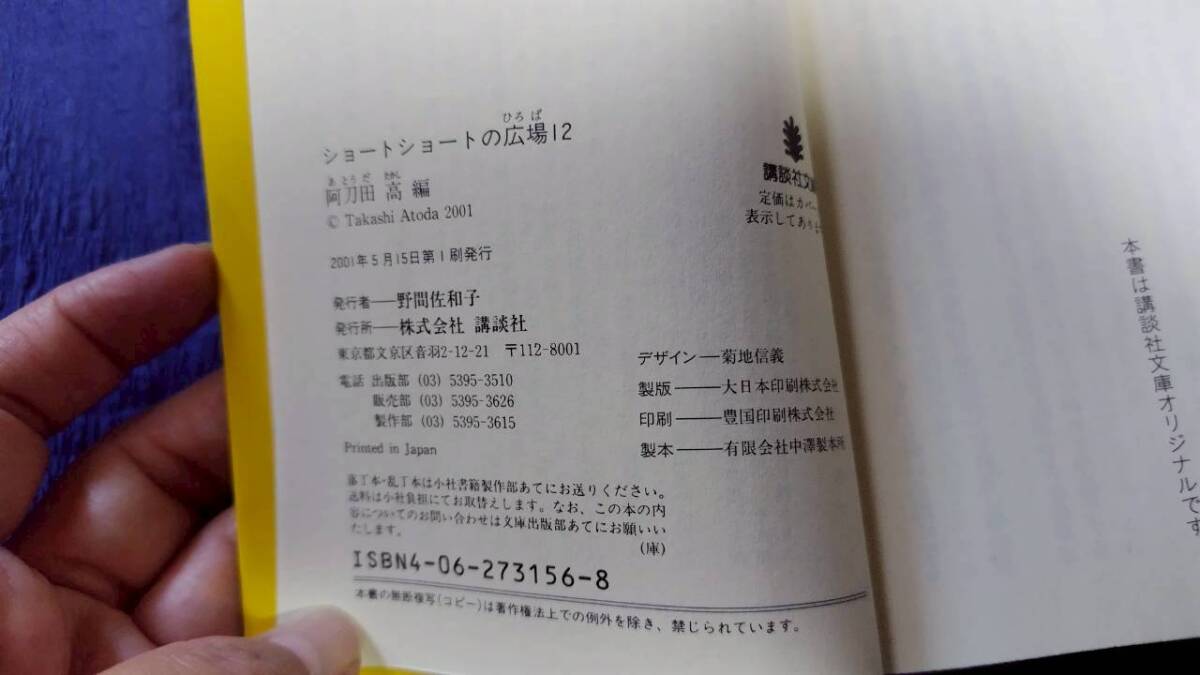 ショートショートの広場12
ひろば
阿刀田 高 編
あとうだ たかし
© Takashi Atoda 2001
2001年5月15日第1刷発行
発行者——野間佐和子
発行所——株式会社 講談社
東京都文京区音羽2-12-21 〒112-8001
電話 出版部 (03) 5395-3510
販売部 (03) 5395-3626
製作部 (03) 5395-3615
Printed in Japan
講談社文
定価はカバー
表示してあります
デザイン——菊地信義
製版——大日本印刷株式会社
印刷——豊国印刷株式会社
製本——有限会社中澤製本所
落丁本・乱丁本は小社書籍製作部あてにお送りください。
送料は小社負担にてお取替えします。なお、この本の内
容についてのお問い合わせは文庫出版部あてにお願いい
たします。
(庫)
ISBN4-06-273156-8
本書の無断複写(コピー)は著作権法上での例外を除き、禁じられています。
本書は講談社文庫オリジナルです